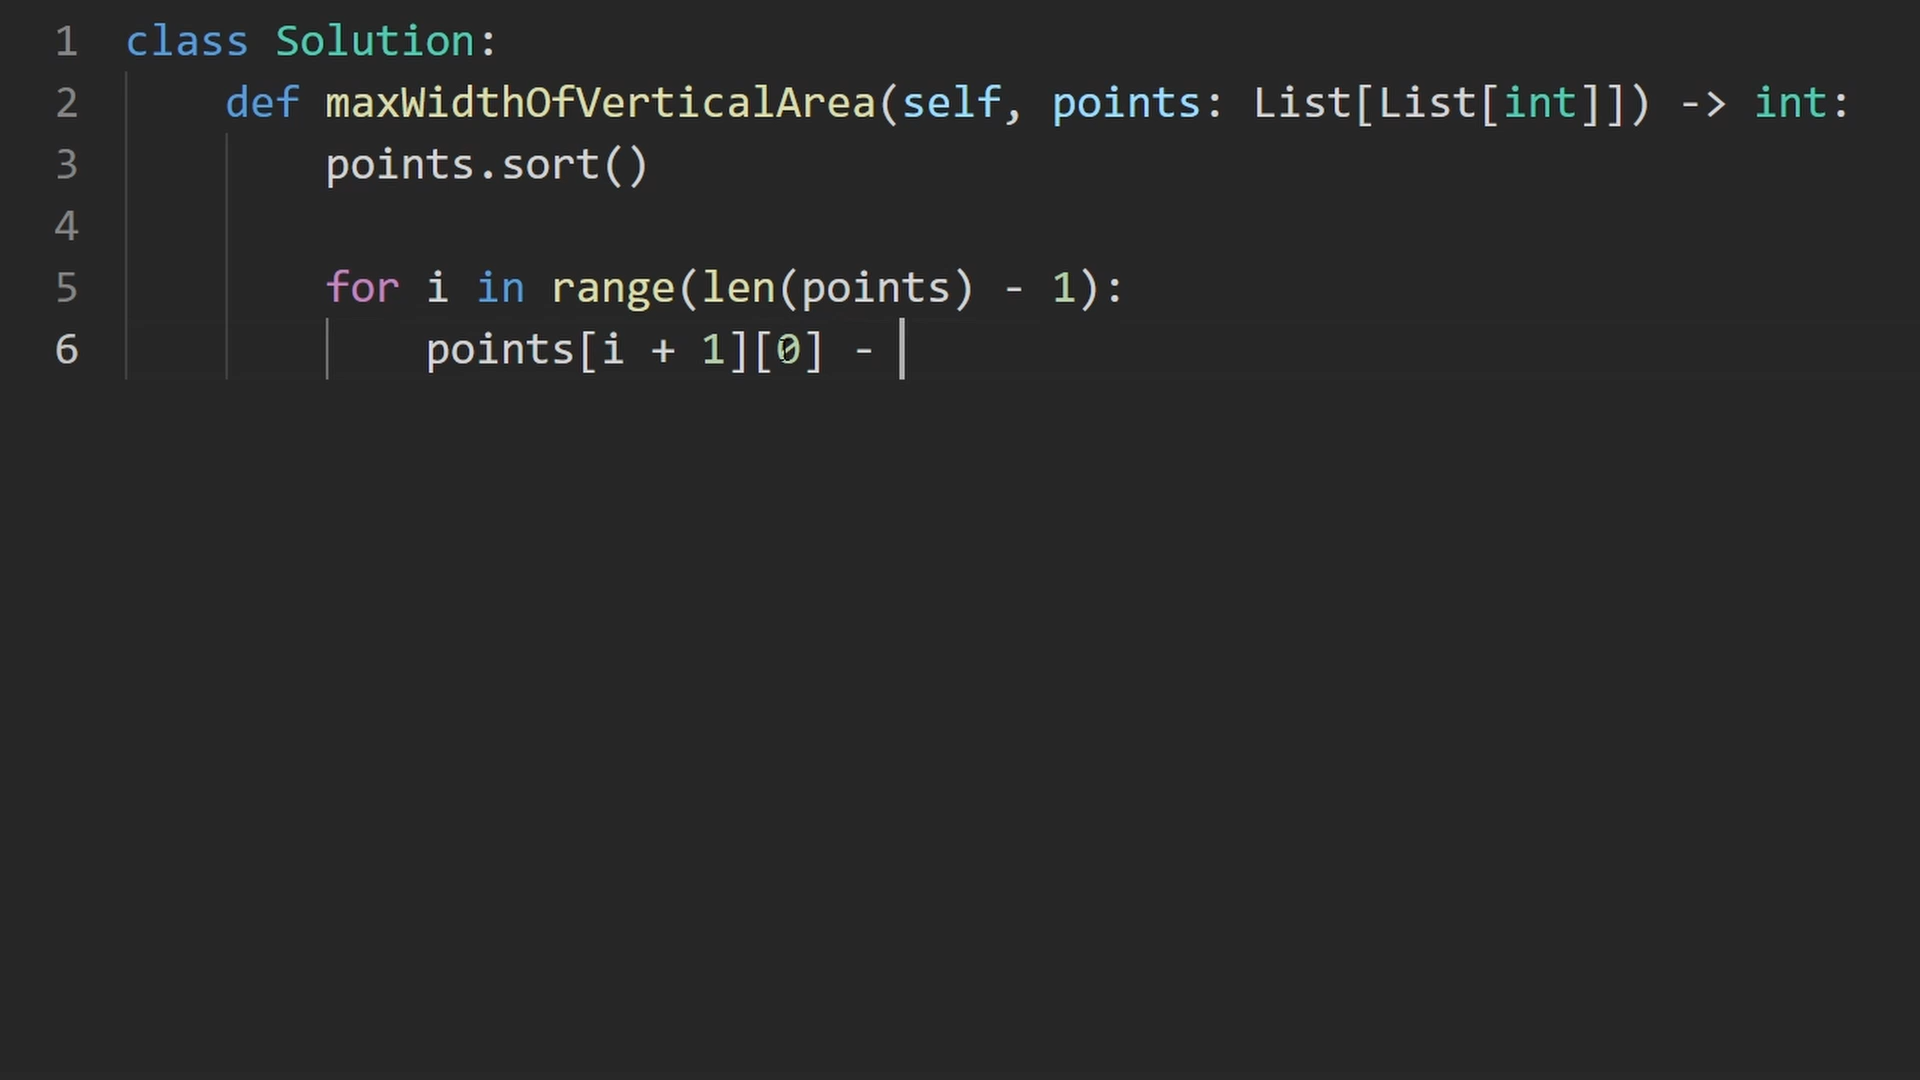 1 class Solution:
2 def maxWidthOfVerticalArea(self, points: List[List[int]]) -> int:
3 points.sort()
4
5 for i in range(len(points) - 1):
6 points[i + 1][0] -